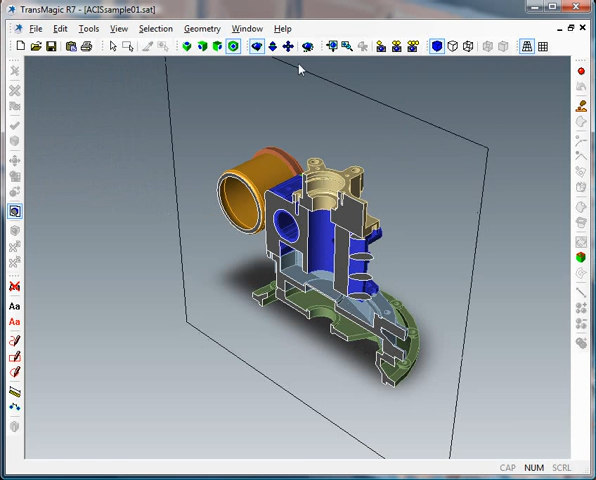 TransMagic R7 - [ACISsample01.sat]
File Edit Tools View Selection Geometry Window Help
Aa
Aa
CAP NUM SCRL